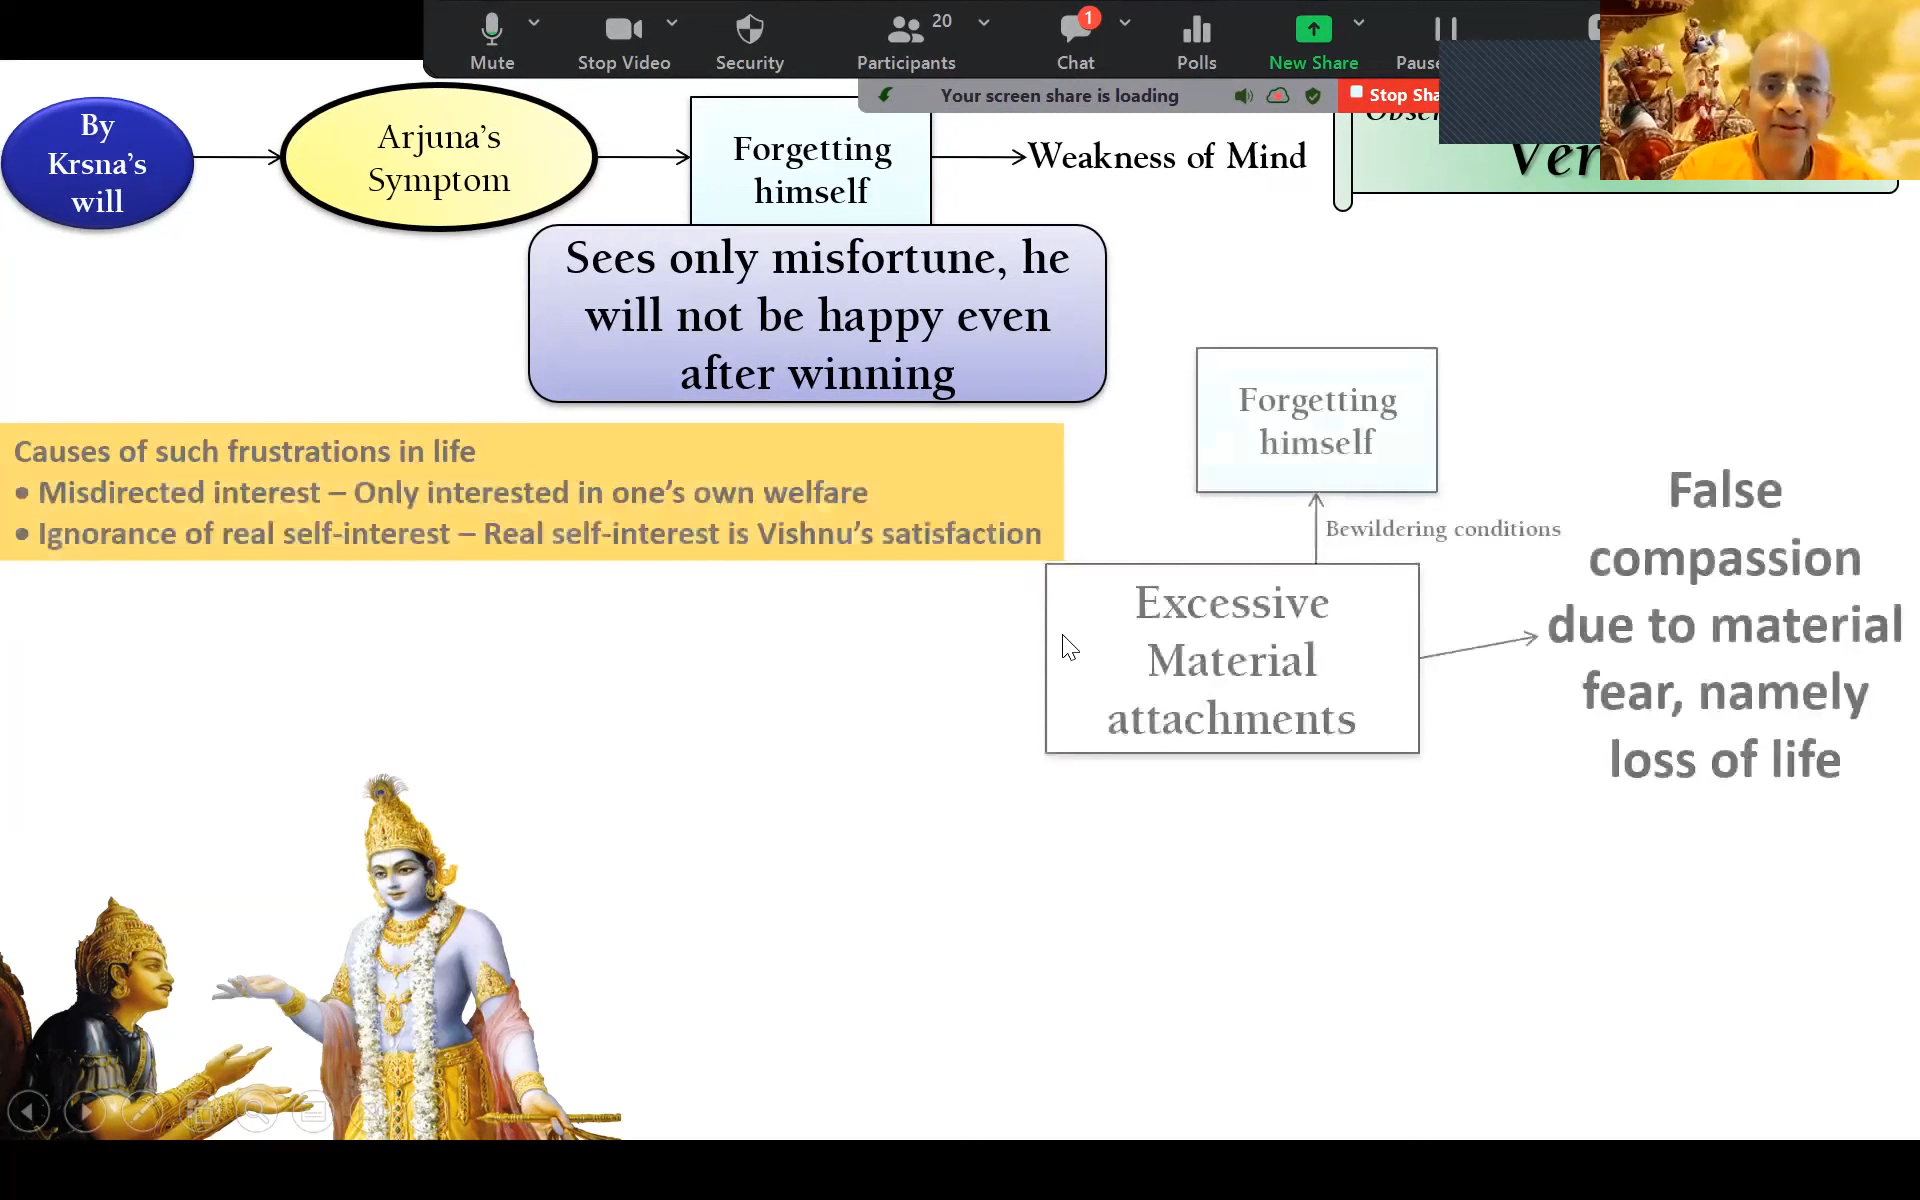 20
1
Mute
Stop Video
Security
Participants
Chat
Polls
New Share
Your screen share is loading
By
Krsna's
will
Arjuna's
Symptom
Forgetting
himself
Weakness of Mind
Sees only misfortune, he
will not be happy even
after winning
Causes of such frustrations in life
• Misdirected interest – Only interested in one's own welfare
• Ignorance of real self-interest – Real self-interest is Vishnu's satisfaction
Forgetting
himself
Bewildering conditions
Excessive
Material
attachments
False
compassion
due to material
fear, namely
loss of life